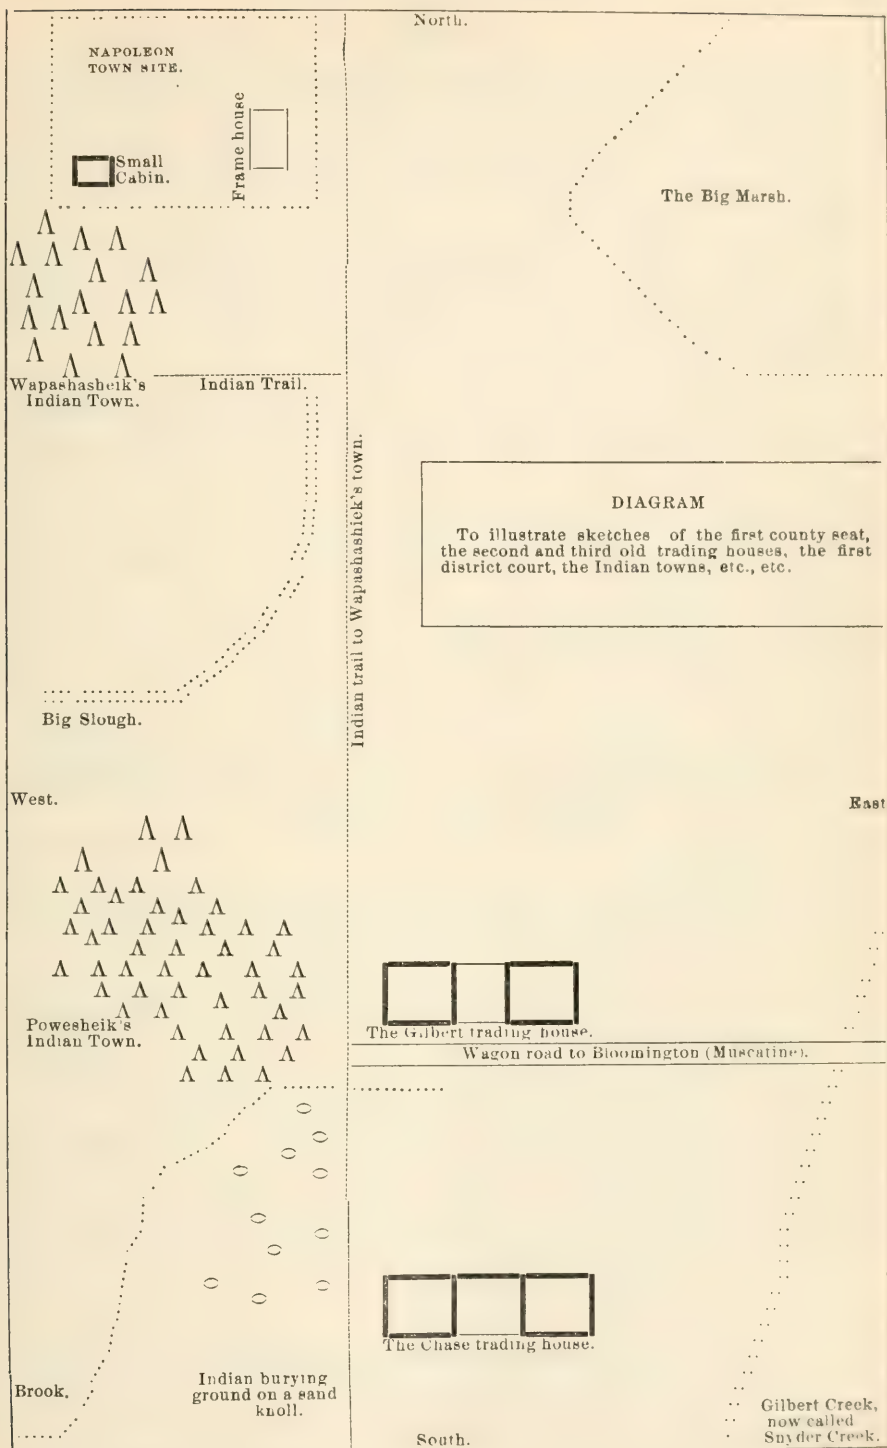 North.
NAPOLEON
TOWN SITE.
Frame house
Small
Cabin.
The Big Marsh.
Wapashasheik's
Indian Town.
Indian Trail.
Indian trail to Wapashashiek's town.
DIAGRAM
To illustrate sketches of the first county seat,
the second and third old trading houses, the first
district court, the Indian towns, etc., etc.
Big Slough.
West.
East
Powesheik's
Indian Town.
The Gilbert trading house.
Wagon road to Bloomington (Muscatine).
The Chase trading house.
Brook.
Indian burying
ground on a sand
knoll.
Gilbert Creek,
now called
Snyder Creek.
South.